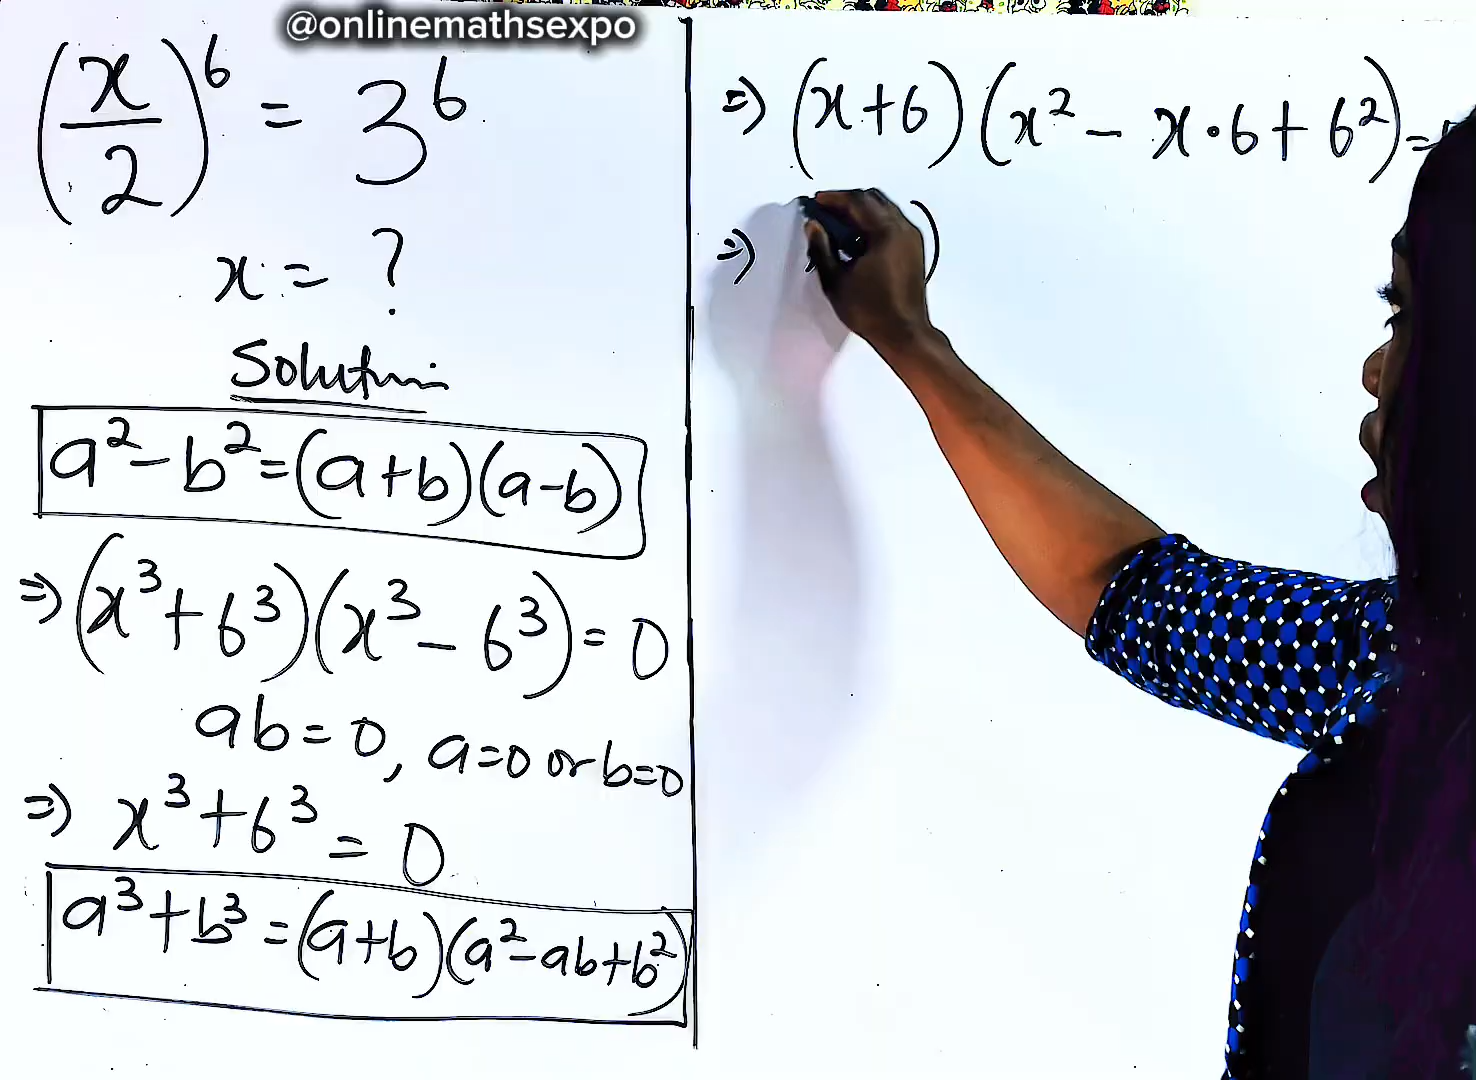 @onlinemathsexpo
(x/2)^6 = 3^6
x = ?
Solution
a² - b² = (a+b)(a-b)
⇒ (x³ + 6³)(x³ - 6³) = 0
ab = 0, a=0 or b=0
⇒ x³ + 6³ = 0
a³ + b³ = (a+b)(a² - ab + b²)
⇒ (x+6)(x² - x·6 + 6²) =
⇒ )